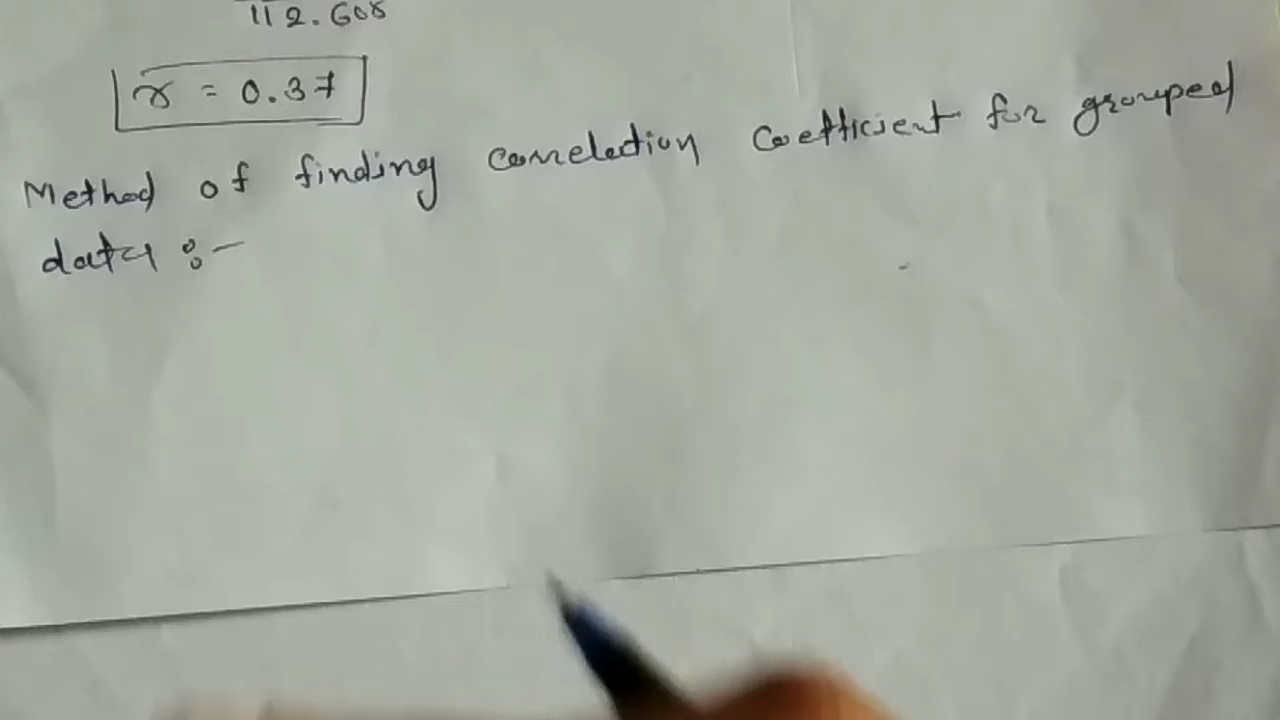 112.608
r = 0.37
Method of finding correlation coefficient for grouped
data :-